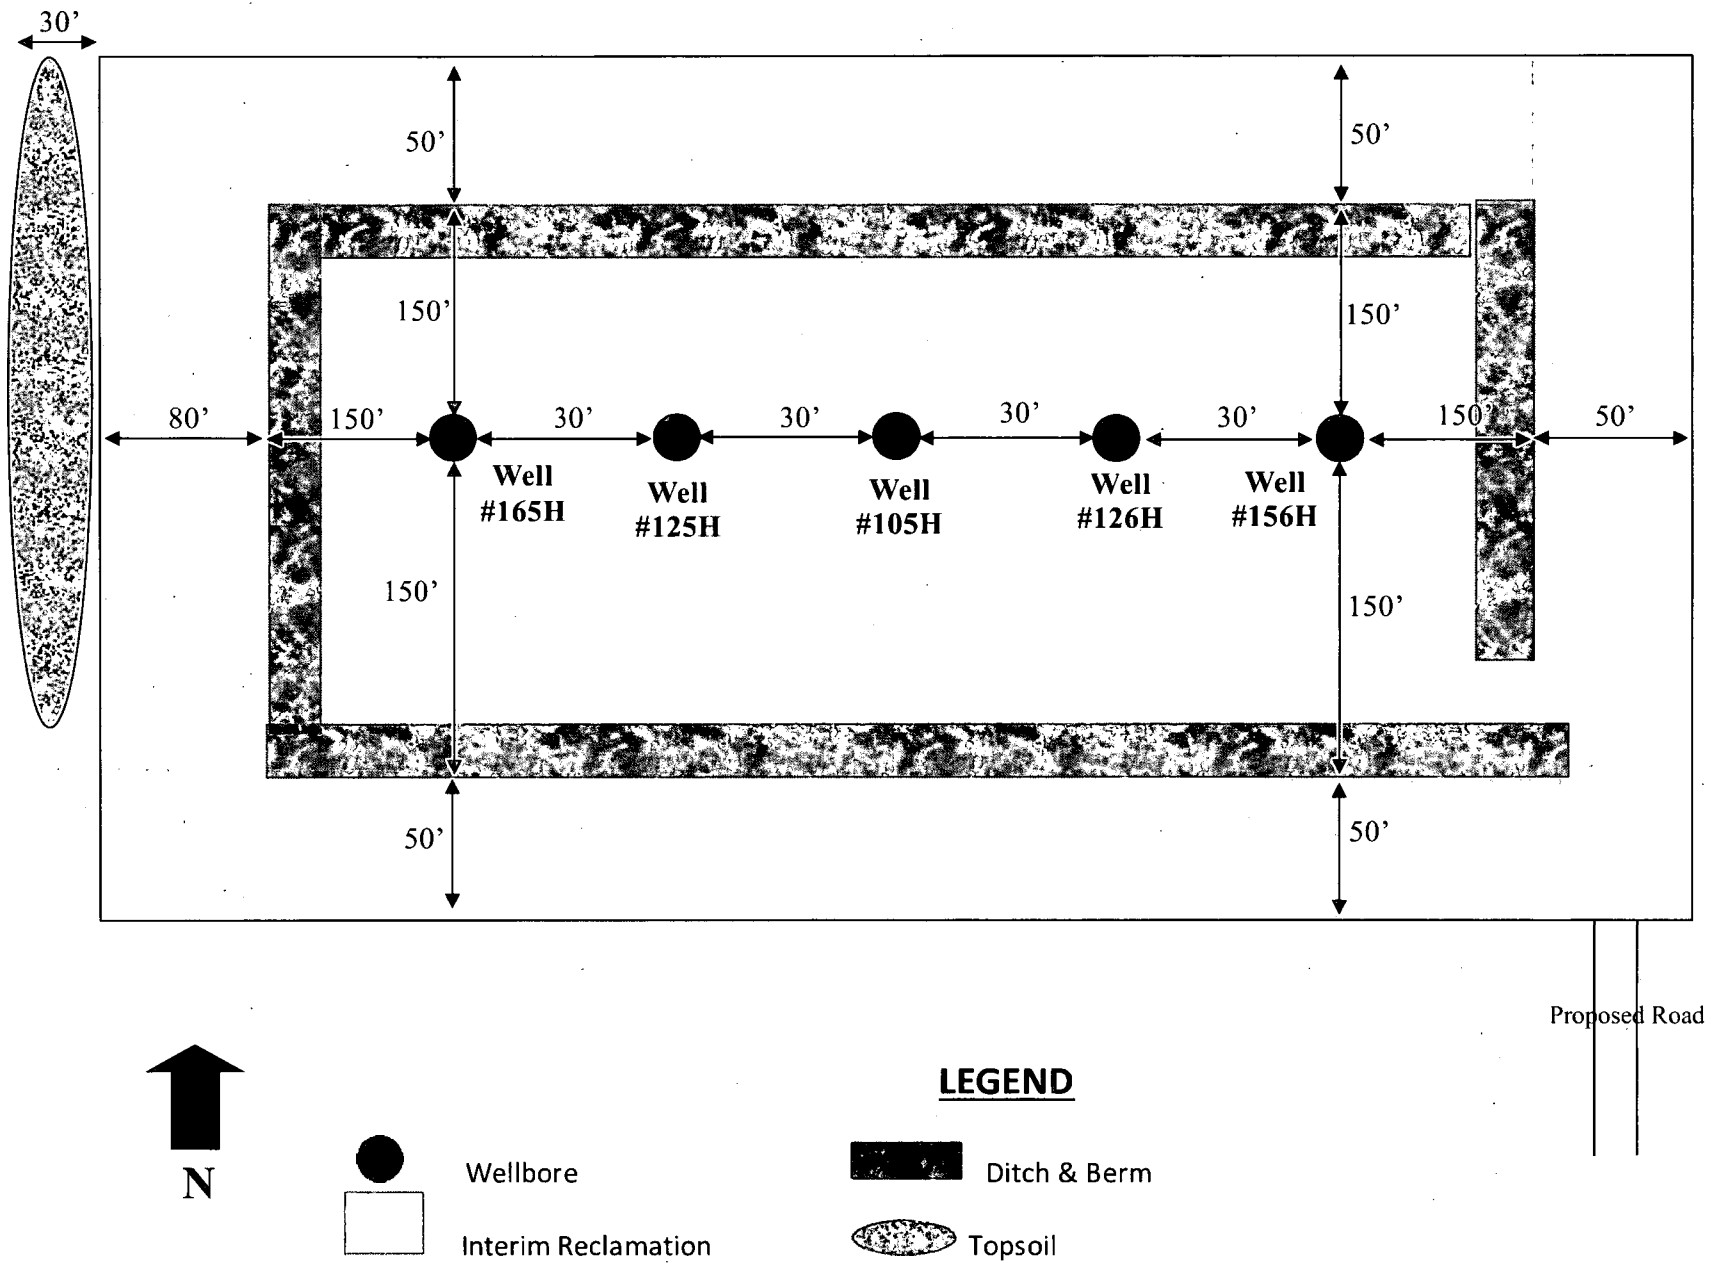 30’
50’ 50’
150’ 150’
80’ 150’ 30’ 30’ 30’ 30’ 150’ 50’
Well
#165H
Well
#125H
Well
#105H
Well
#126H
Well
#156H
150’ 150’
50’ 50’
Proposed Road
N
LEGEND
Wellbore
Ditch & Berm
Interim Reclamation
Topsoil